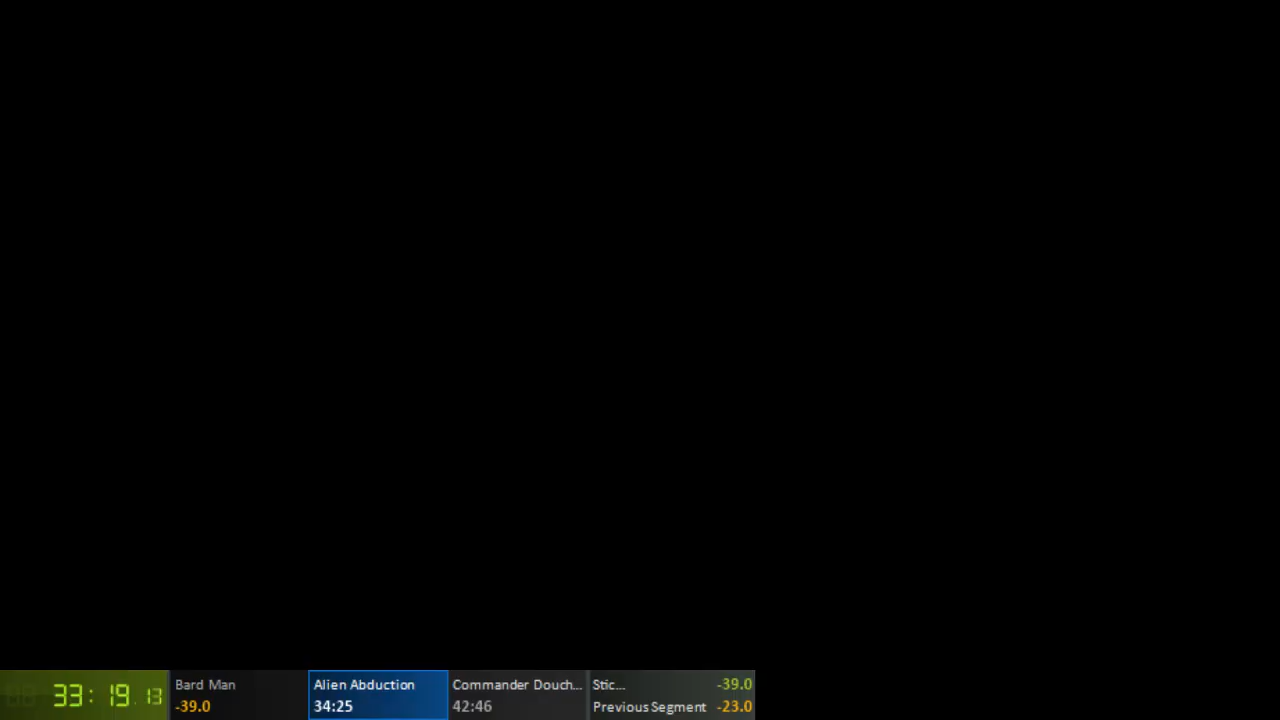 33:19.13
Bard Man
-39.0
Alien Abduction
34:25
Commander Douch...
42:46
Stic... -39.0
Previous Segment -23.0